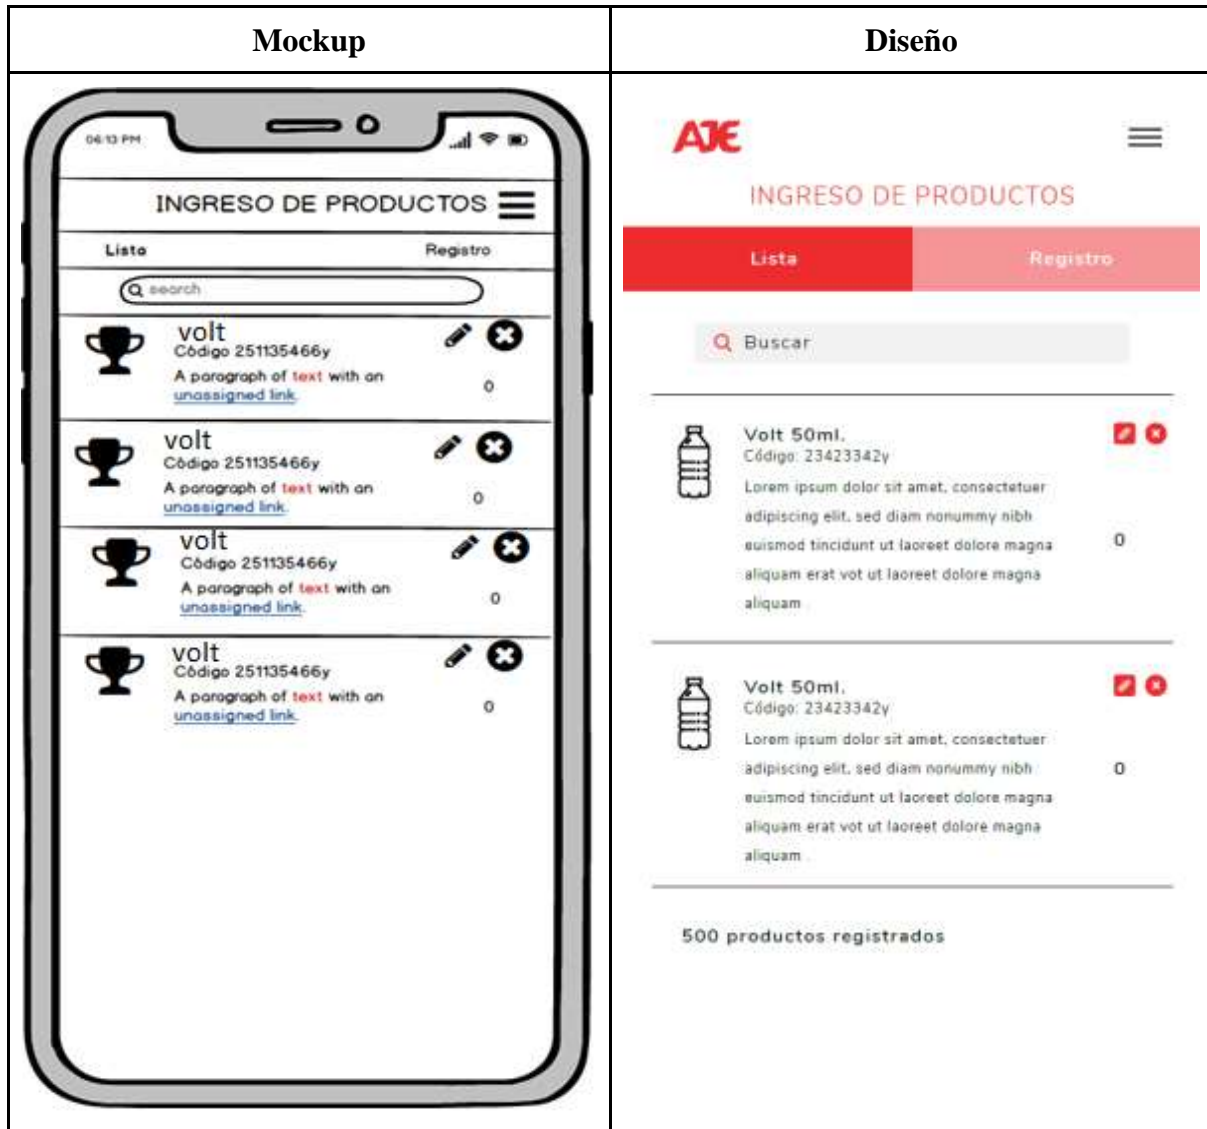 Mockup
Diseño
06:13 PM
INGRESO DE PRODUCTOS
Lista
Registro
search
volt
Código 251135466y
A paragraph of text with an
unassigned link.
0
volt
Código 251135466y
A paragraph of text with an
unassigned link.
0
volt
Código 251135466y
A paragraph of text with an
unassigned link.
0
volt
Código 251135466y
A paragraph of text with an
unassigned link.
0
AJE
INGRESO DE PRODUCTOS
Lista
Registro
Buscar
Volt 50ml.
Código: 23423342y
Lorem ipsum dolor sit amet, consectetuer
adipiscing elit, sed diam nonummy nibh
euismod tincidunt ut laoreet dolore magna
aliquam erat vot ut laoreet dolore magna
aliquam
0
Volt 50ml.
Código: 23423342y
Lorem ipsum dolor sit amet, consectetuer
adipiscing elit, sed diam nonummy nibh
euismod tincidunt ut laoreet dolore magna
aliquam erat vot ut laoreet dolore magna
aliquam
0
500 productos registrados